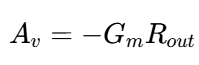 A_v = −G_m R_{out}